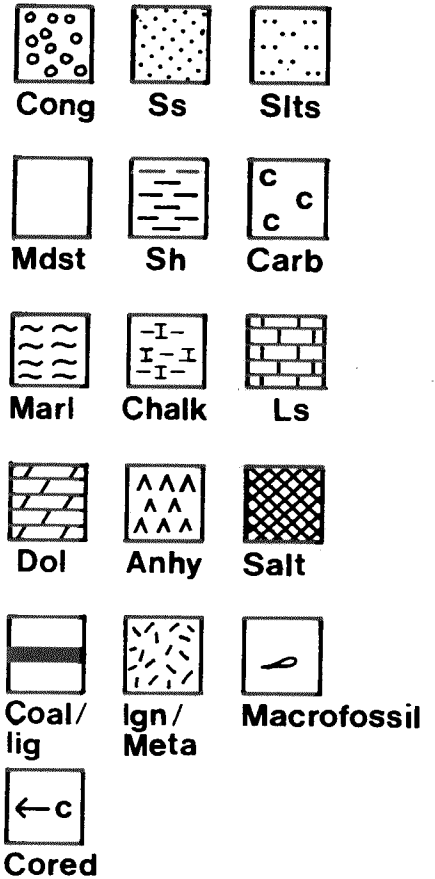 Cong Ss Slts
C
C
C
Mdst Sh Carb
Marl Chalk Ls
Dol Anhy Salt
Coal/ Ign/ Macrofossil
lig Meta
←C
Cored